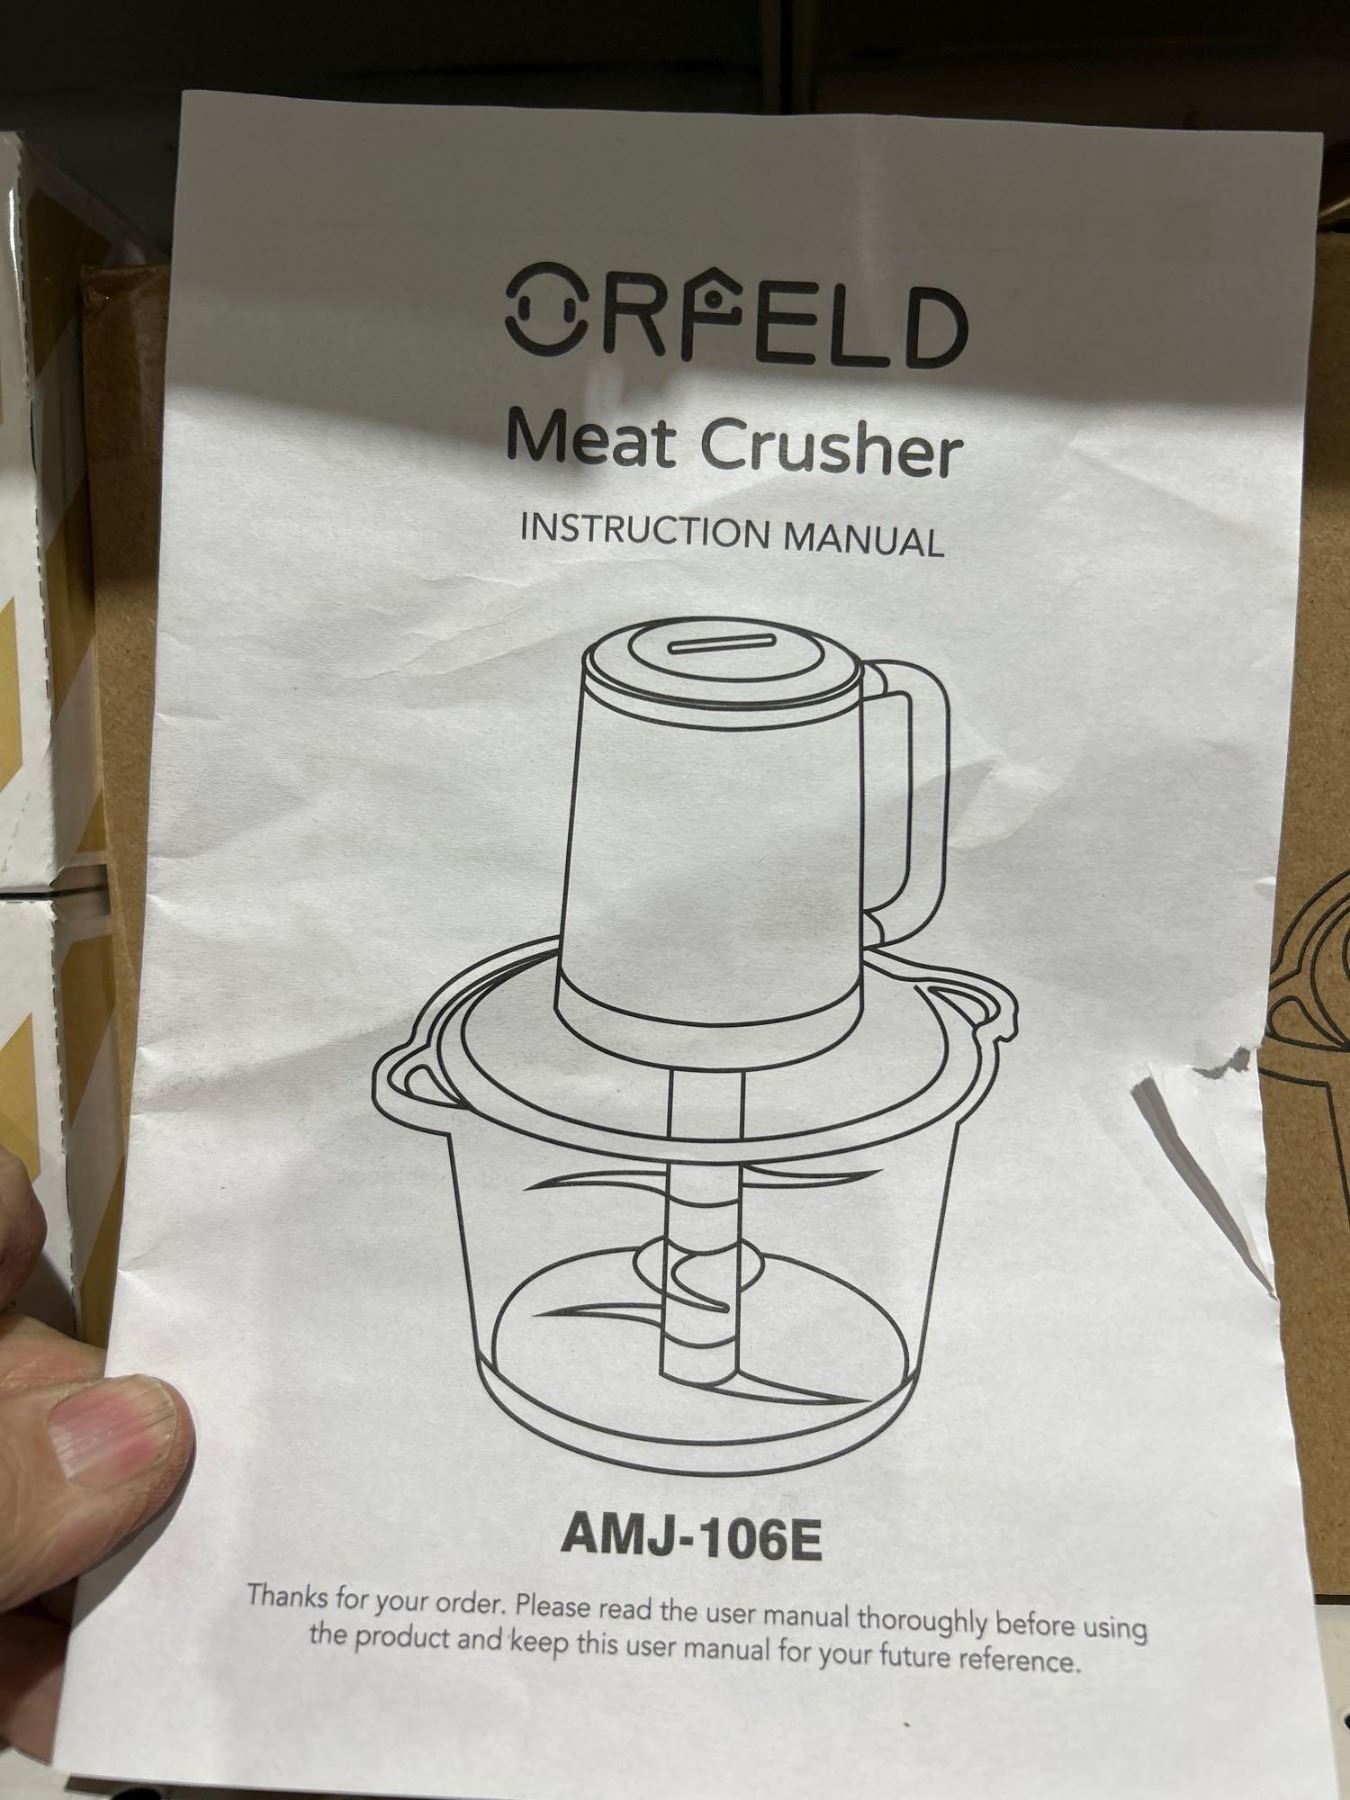 ORFELD
Meat Crusher
INSTRUCTION MANUAL
AMJ-106E
Thanks for your order. Please read the user manual thoroughly before using
the product and keep this user manual for your future reference.